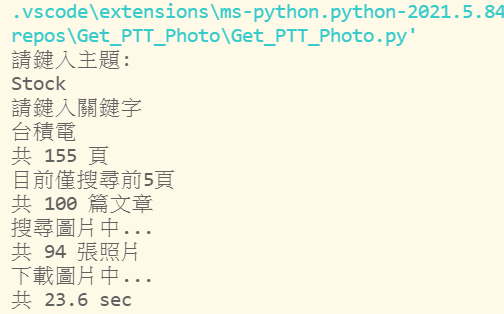 .vscode\extensions\ms-python.python-2021.5.84
repos\Get_PTT_Photo\Get_PTT_Photo.py'
請鍵入主題:
Stock
請鍵入關鍵字
台積電
共 155 頁
目前僅搜尋前5頁
共 100 篇文章
搜尋圖片中...
共 94 張照片
下載圖片中...
共 23.6 sec